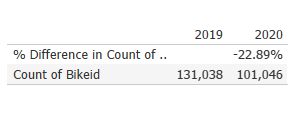 2019 2020
% Difference in Count of .. -22.89%
Count of Bikeid 131,038 101,046